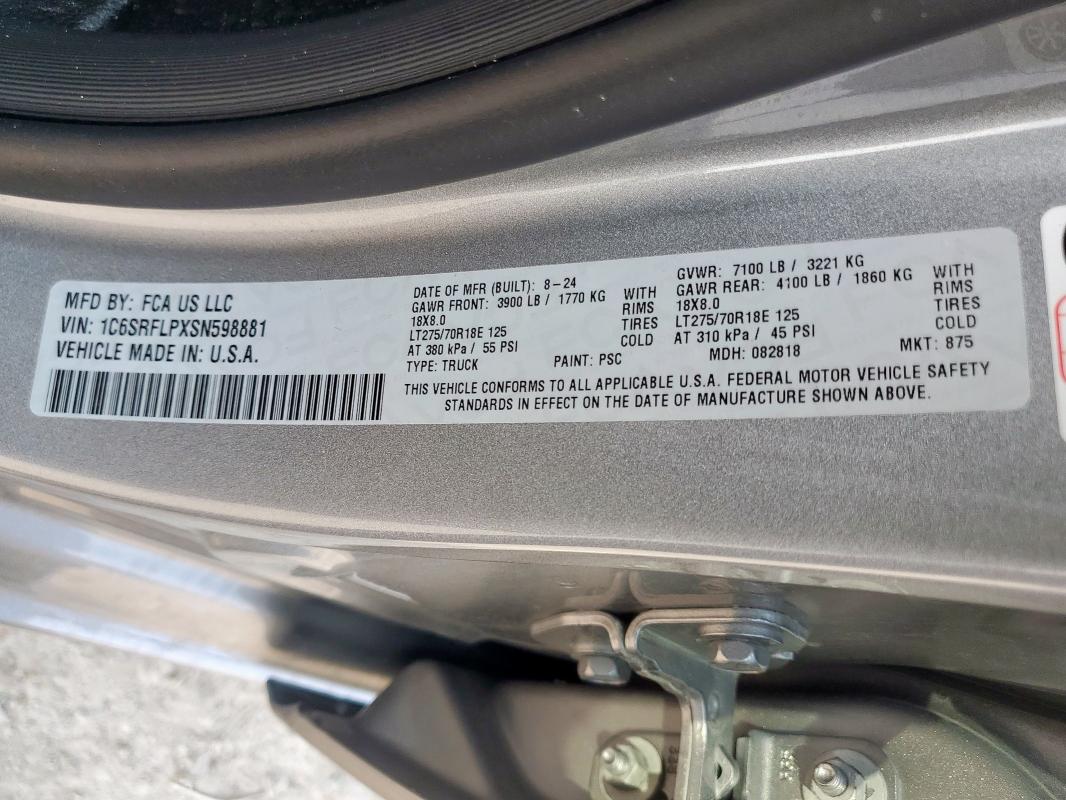 MFD BY: FCA US LLC
VIN: 1C6SRFLPXSN598881
VEHICLE MADE IN: U.S.A.
DATE OF MFR (BUILT): 8-24
GAWR FRONT: 3900 LB / 1770 KG WITH
18X8.0 RIMS
LT275/70R18E 125 TIRES
AT 380 kPa / 55 PSI COLD
TYPE: TRUCK PAINT: PSC
GVWR: 7100 LB / 3221 KG
GAWR REAR: 4100 LB / 1860 KG WITH
18X8.0 RIMS
LT275/70R18E 125 TIRES
AT 310 kPa / 45 PSI COLD
MDH: 082818 MKT: 875
THIS VEHICLE CONFORMS TO ALL APPLICABLE U.S.A. FEDERAL MOTOR VEHICLE SAFETY
STANDARDS IN EFFECT ON THE DATE OF MANUFACTURE SHOWN ABOVE.